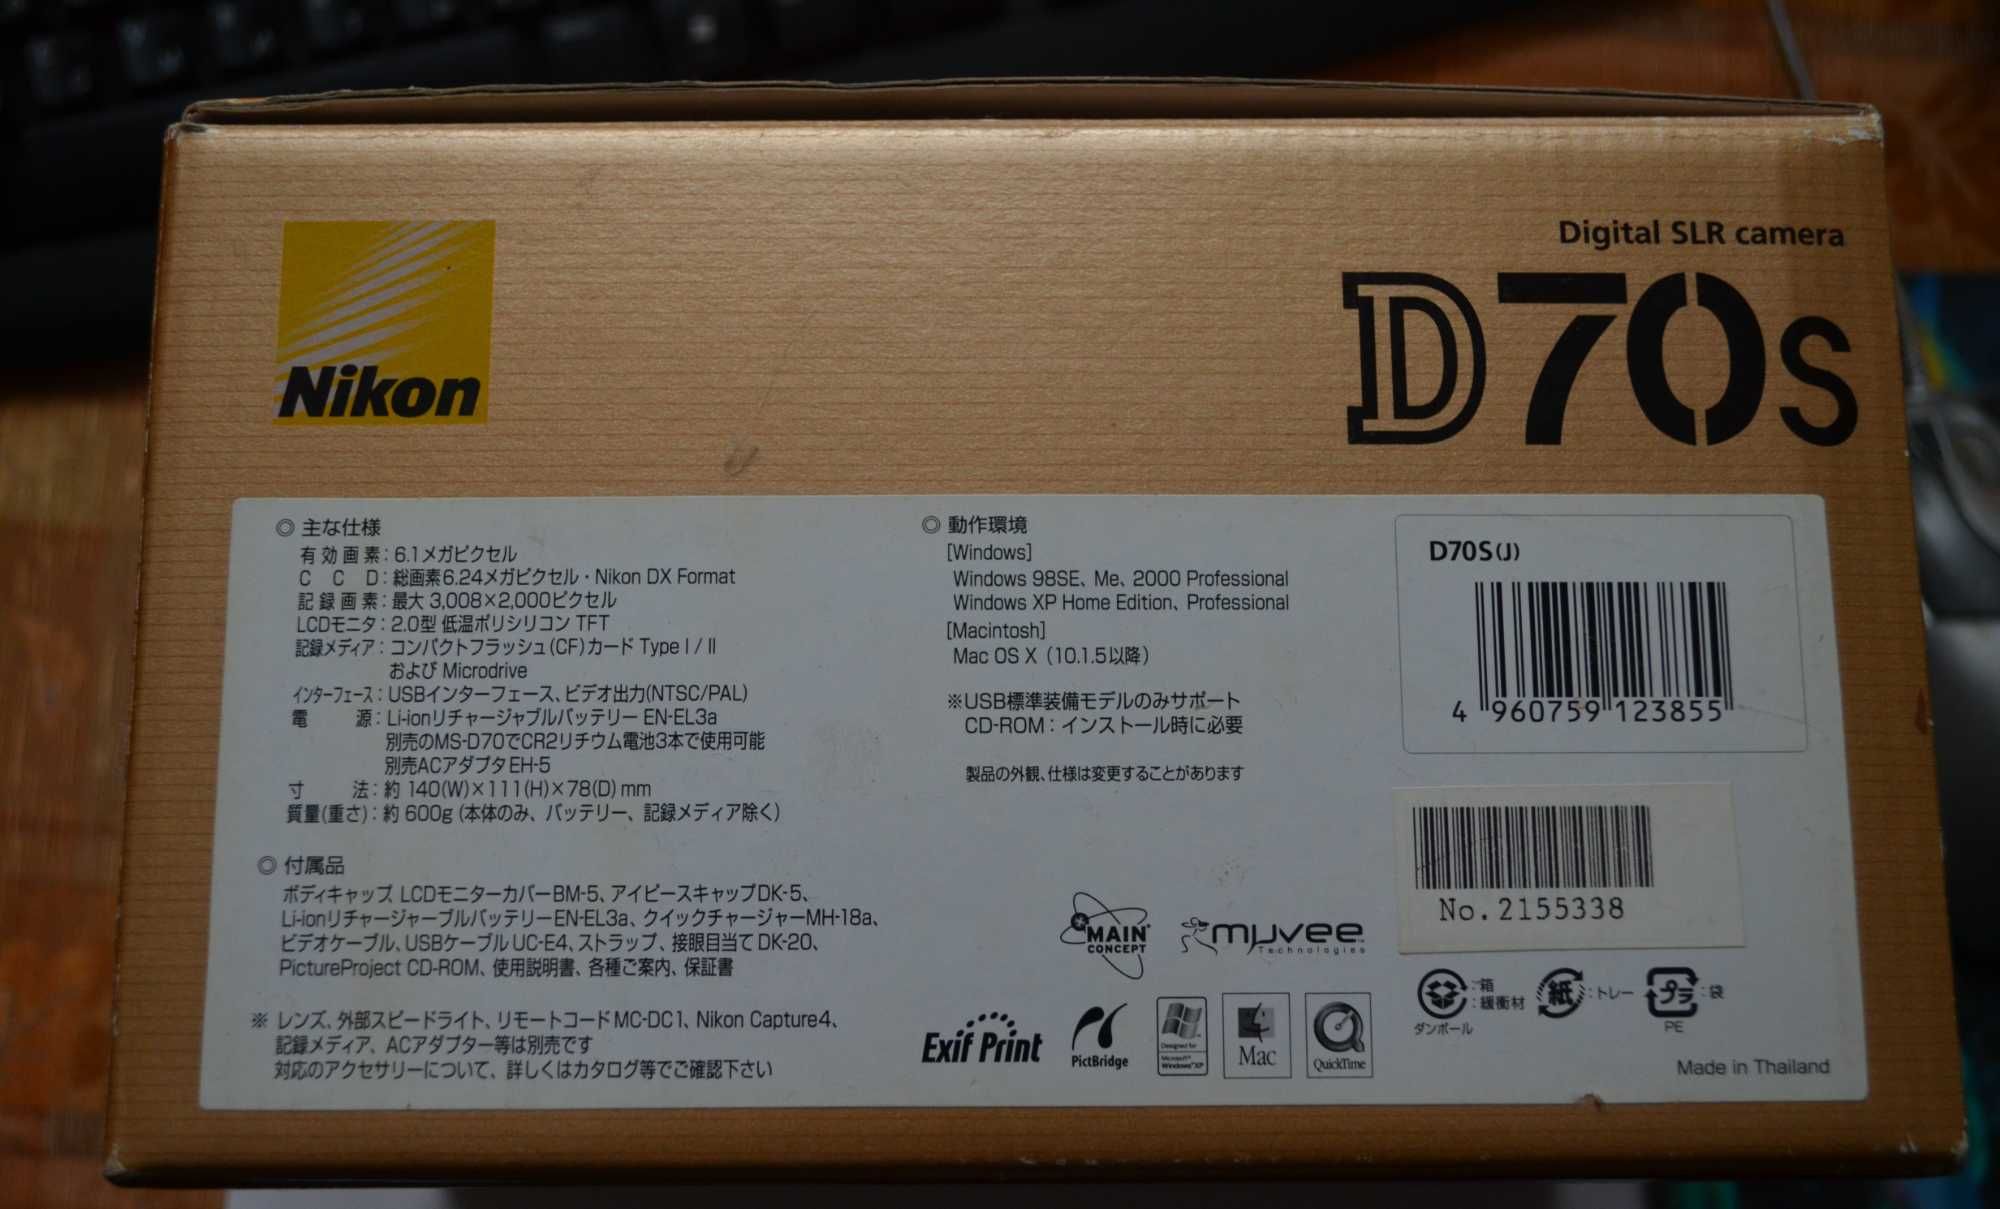 Nikon
Digital SLR camera
D70s
◎ 主な仕様
有効画素：6.1メガピクセル
CCD：総画素6.24メガピクセル・Nikon DX Format
記録画素：最大 3,008×2,000ピクセル
LCDモニタ：2.0型 低温ポリシリコン TFT
記録メディア：コンパクトフラッシュ(CF)カード Type I / II
および Microdrive
インターフェース：USBインターフェース、ビデオ出力(NTSC/PAL)
電源：Li-ionリチャージャブルバッテリー EN-EL3a
別売のMS-D70でCR2リチウム電池3本で使用可能
別売ACアダプタ EH-5
寸法：約 140(W)×111(H)×78(D) mm
質量(重さ)：約 600g (本体のみ、バッテリー、記録メディア除く)
◎ 付属品
ボディキャップ、LCDモニターカバーBM-5、アイピースキャップDK-5、
Li-ionリチャージャーブルバッテリーEN-EL3a、クイックチャージャーMH-18a、
ビデオケーブル、USBケーブル UC-E4、ストラップ、接眼目当て DK-20、
PictureProject CD-ROM、使用説明書、各種ご案内、保証書
※ レンズ、外部スピードライト、リモートコードMC-DC1、Nikon Capture4、
記録メディア、ACアダプター等は別売です
対応のアクセサリーについて、詳しくはカタログ等でご確認下さい
◎ 動作環境
[Windows]
Windows 98SE、Me、2000 Professional
Windows XP Home Edition、Professional
[Macintosh]
Mac OS X（10.1.5以降）
※USB標準装備モデルのみサポート
CD-ROM：インストール時に必要
製品の外観、仕様は変更することがあります
MAIN CONCEPT
muvee Technologies
Exif Print
PictBridge
Designed for Microsoft® Windows® XP
Mac
QuickTime
D70S(J)
4 960759 123855
No.2155338
ダンボール
：箱
：緩衝材
紙：トレー
プラ：袋
PE
Made in Thailand